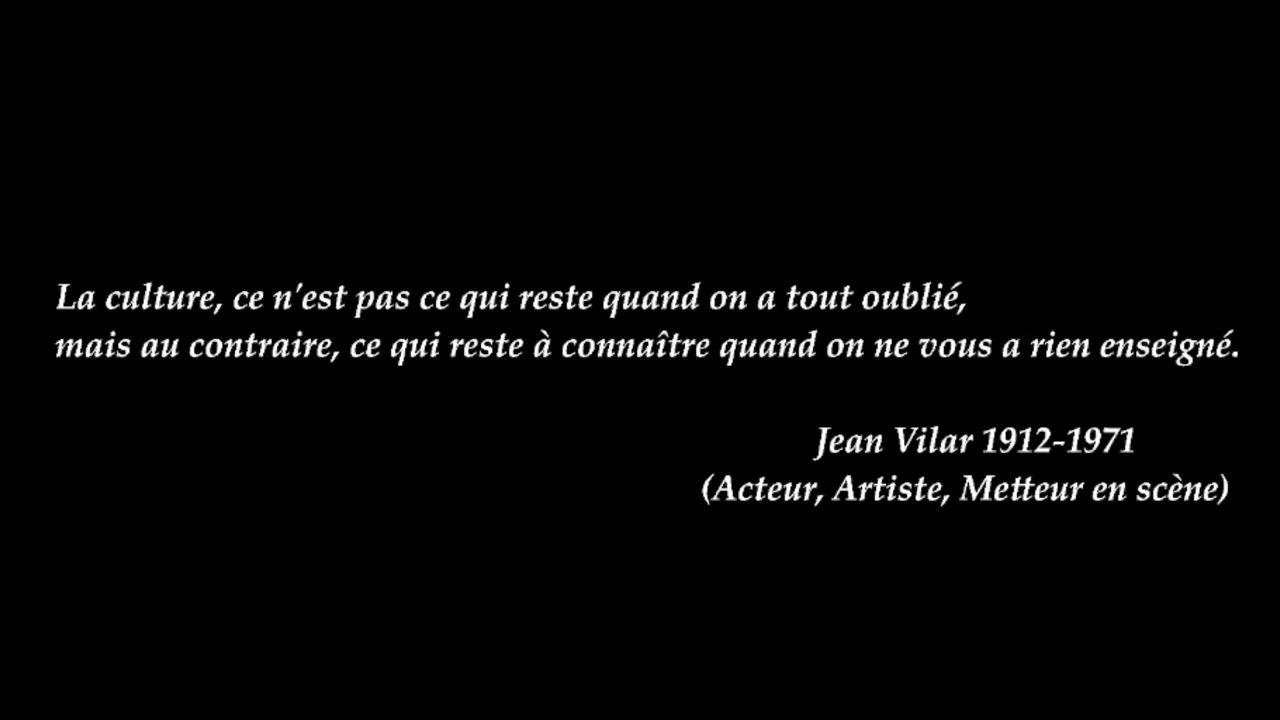 La culture, ce n'est pas ce qui reste quand on a tout oublié,
mais au contraire, ce qui reste à connaître quand on ne vous a rien enseigné.
Jean Vilar 1912-1971
(Acteur, Artiste, Metteur en scène)